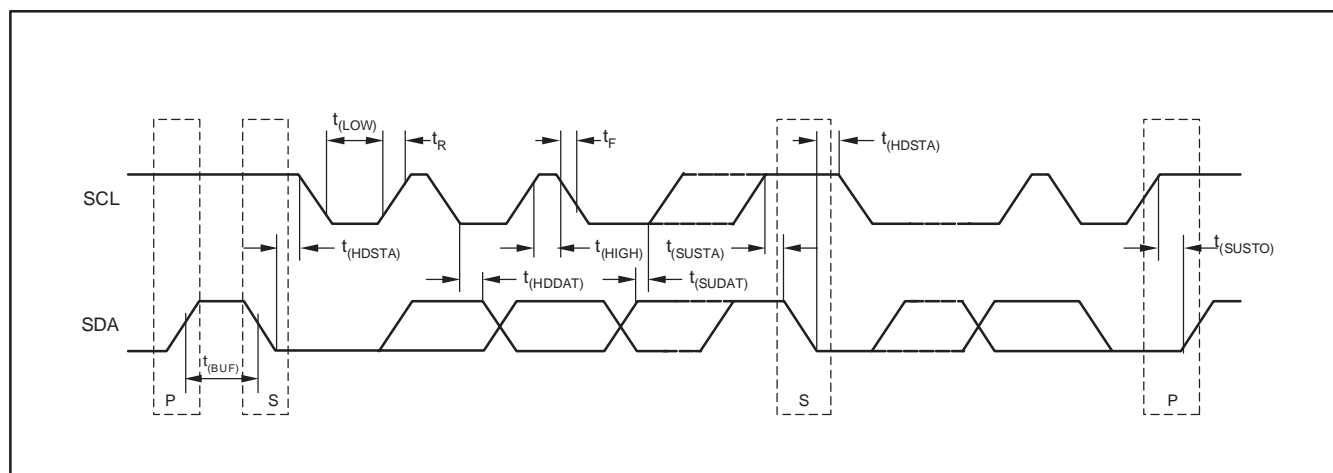 t(LOW)
tR
tF
t(HDSTA)
SCL
t(HDSTA)
t(HIGH)
t(SUSTA)
t(SUSTO)
t(HDDAT)
t(SUDAT)
SDA
t(BUF)
P
S
S
P